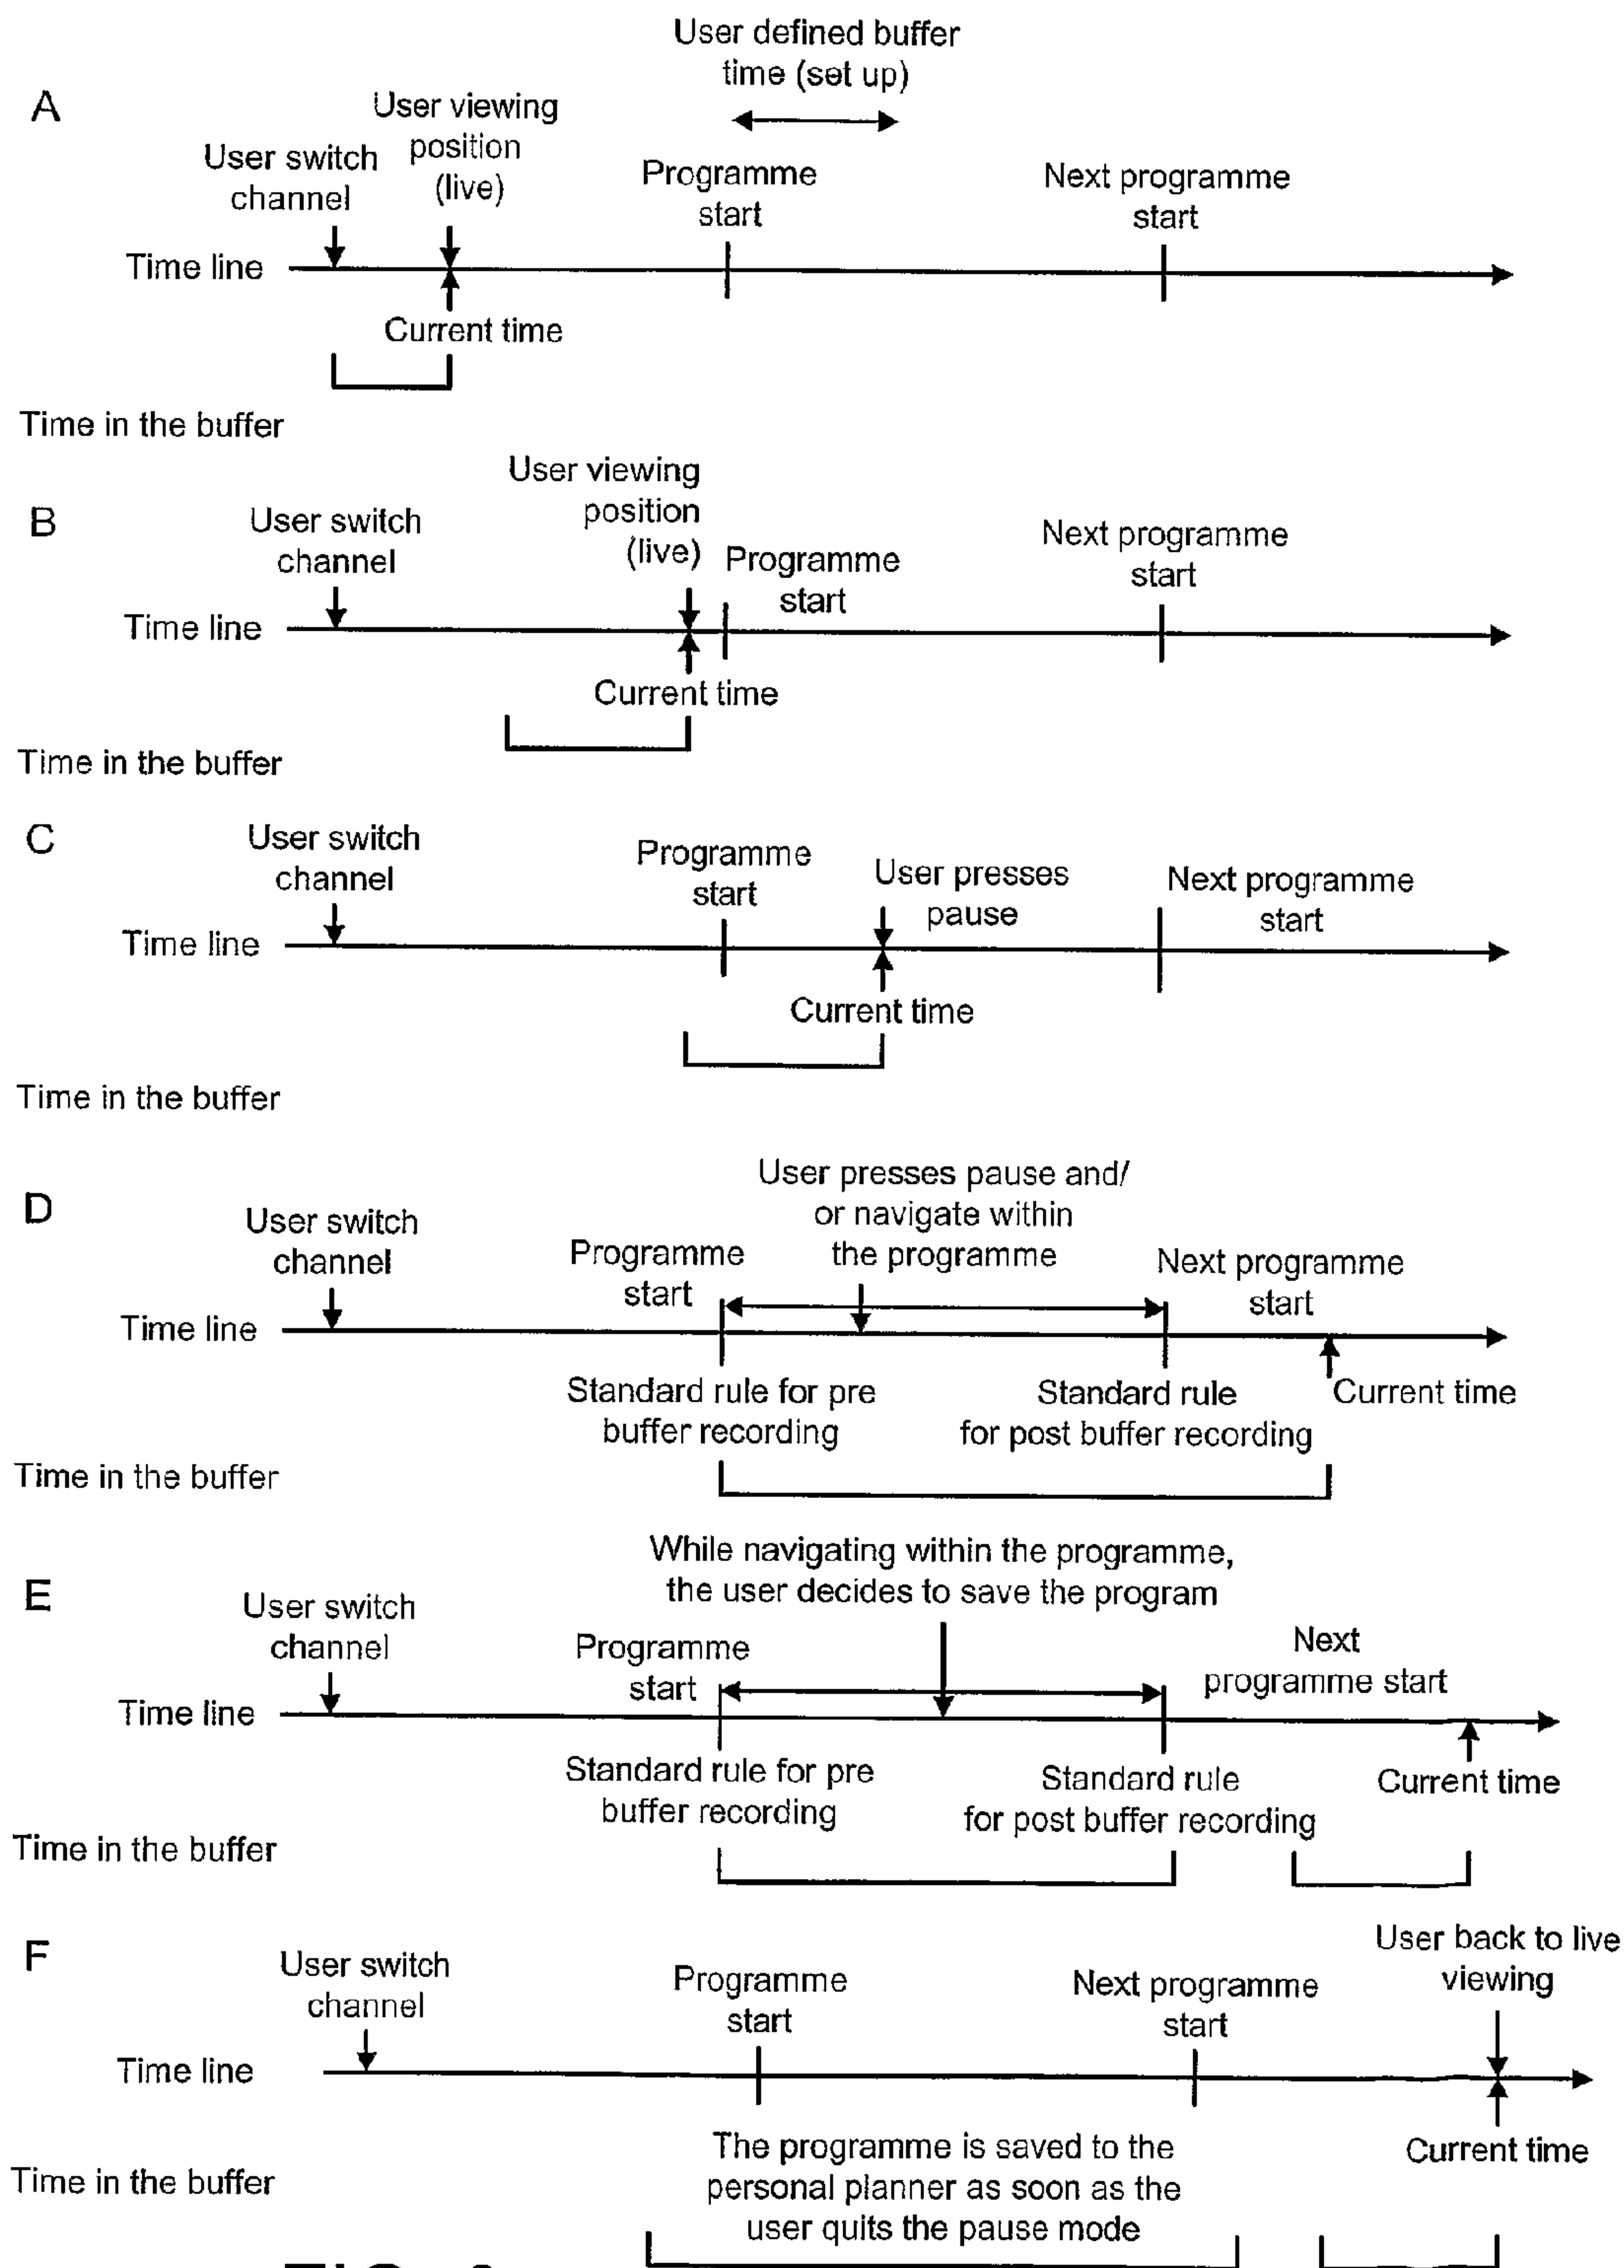 User defined buffer
time (set up)
A
User viewing
position
(live)
User switch
channel
Programme
start
Next programme
start
Time line
Current time
Time in the buffer
B
User viewing
position
(live)
User switch
channel
Programme
start
Next programme
start
Time line
Current time
Time in the buffer
C
User switch
channel
Programme
start
User presses
pause
Next programme
start
Time line
Current time
Time in the buffer
D
User presses pause and/
or navigate within
the programme
User switch
channel
Programme
start
Next programme
start
Time line
Standard rule for pre
buffer recording
Standard rule
for post buffer recording
Current time
Time in the buffer
While navigating within the programme,
the user decides to save the program
E
User switch
channel
Programme
start
Next
programme start
Time line
Standard rule for pre
buffer recording
Standard rule
for post buffer recording
Current time
Time in the buffer
F
User back to live
viewing
User switch
channel
Programme
start
Next programme
start
Time line
Current time
The programme is saved to the
personal planner as soon as the
user quits the pause mode
Time in the buffer